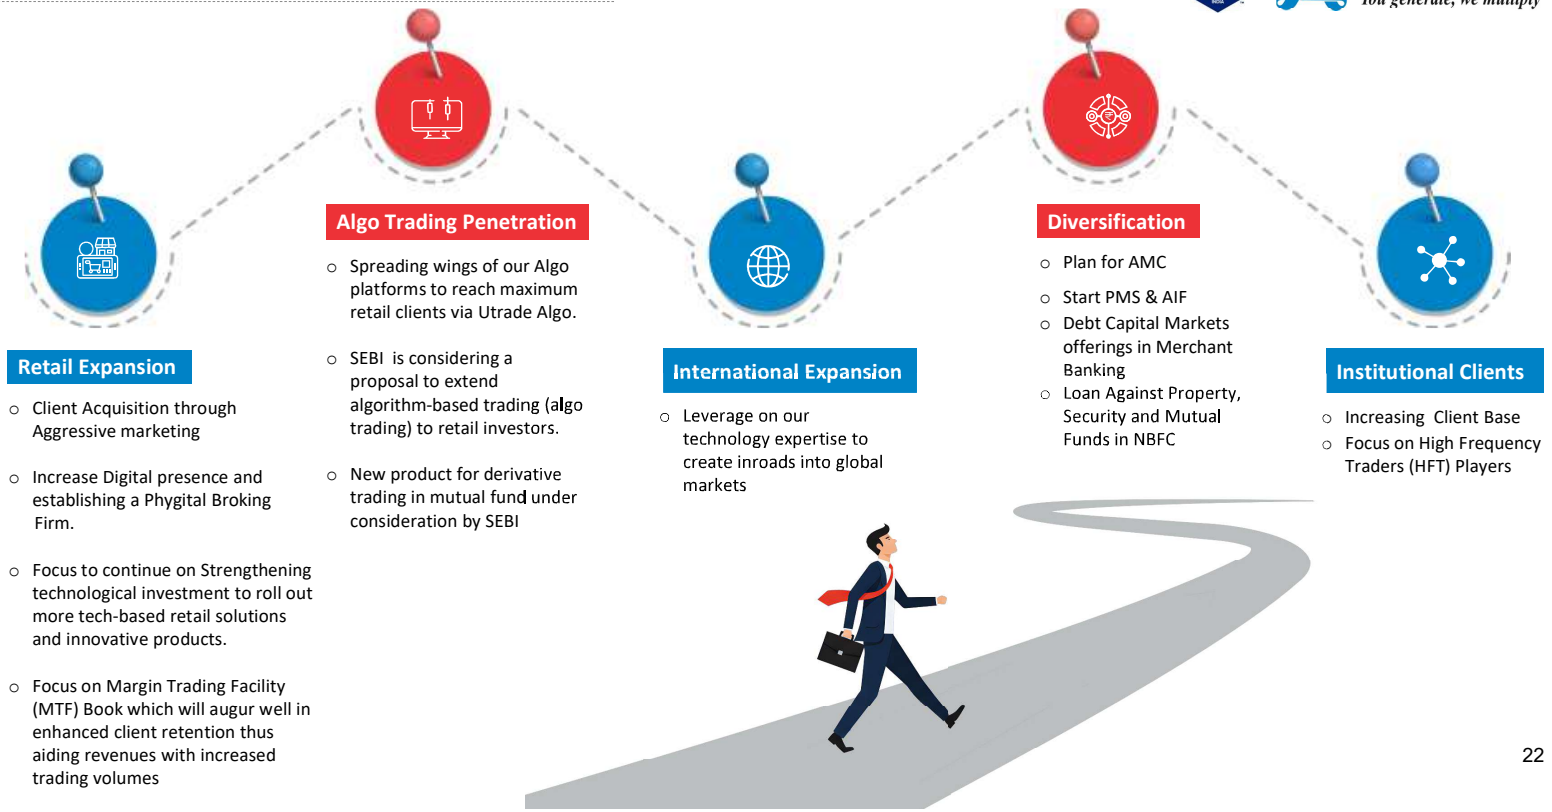 INDIA
You generate, we multiply
Retail Expansion
○ Client Acquisition through
Aggressive marketing
○ Increase Digital presence and
establishing a Phygital Broking
Firm.
○ Focus to continue on Strengthening
technological investment to roll out
more tech-based retail solutions
and innovative products.
○ Focus on Margin Trading Facility
(MTF) Book which will augur well in
enhanced client retention thus
aiding revenues with increased
trading volumes
Algo Trading Penetration
○ Spreading wings of our Algo
platforms to reach maximum
retail clients via Utrade Algo.
○ SEBI is considering a
proposal to extend
algorithm-based trading (algo
trading) to retail investors.
○ New product for derivative
trading in mutual fund under
consideration by SEBI
International Expansion
○ Leverage on our
technology expertise to
create inroads into global
markets
₹
Diversification
○ Plan for AMC
○ Start PMS & AIF
○ Debt Capital Markets
offerings in Merchant
Banking
○ Loan Against Property,
Security and Mutual
Funds in NBFC
Institutional Clients
○ Increasing Client Base
○ Focus on High Frequency
Traders (HFT) Players
22